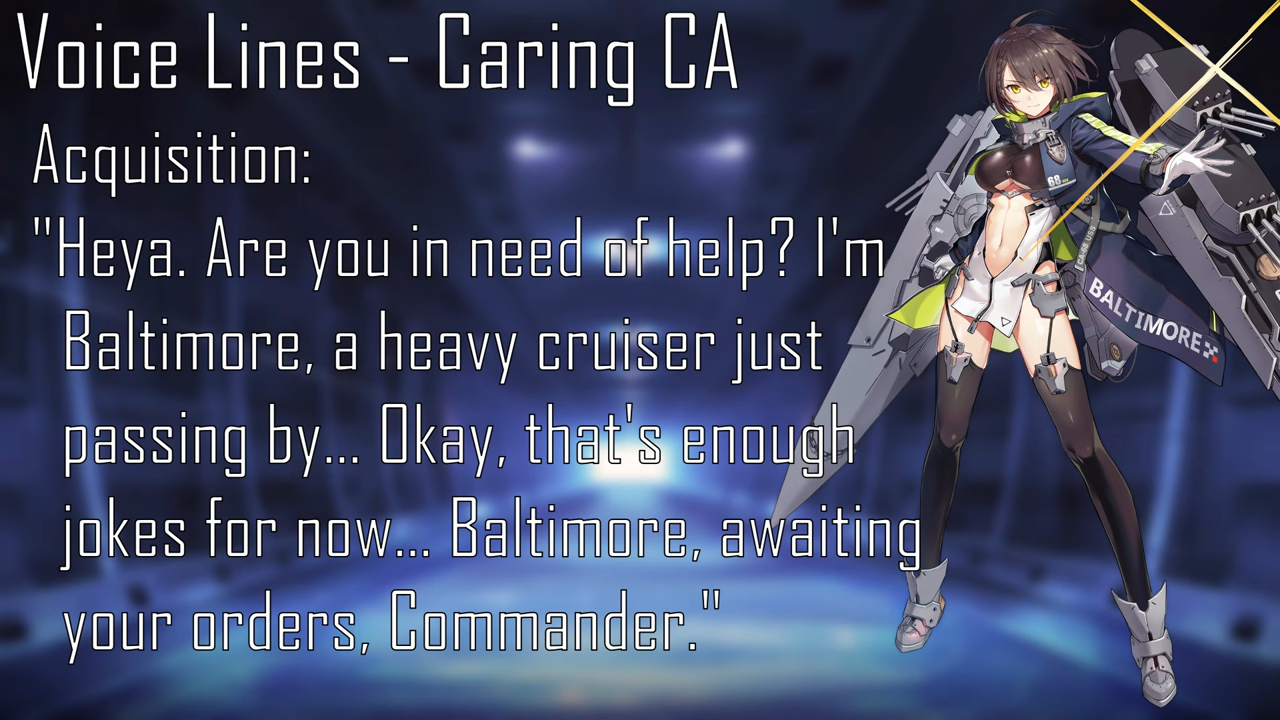 Voice Lines - Caring CA
Acquisition:
"Heya. Are you in need of help? I'm
Baltimore, a heavy cruiser just
passing by... Okay, that's enough
jokes for now... Baltimore, awaiting
your orders, Commander."
68
BALTIMORE